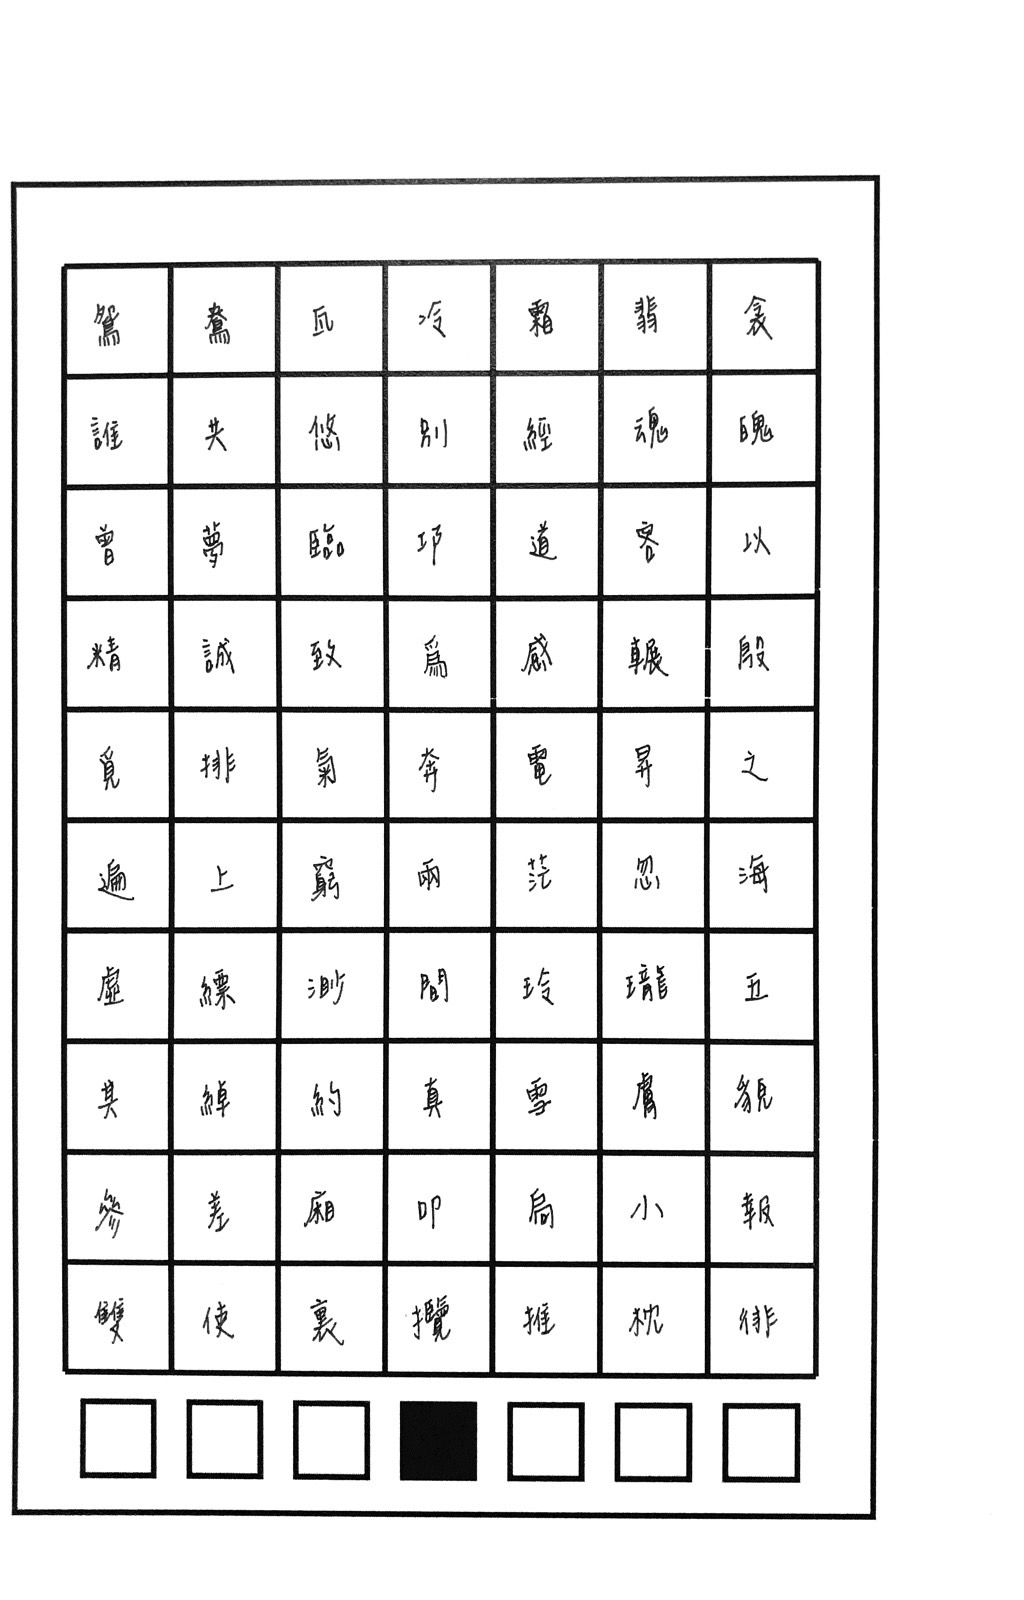 鴛鴦瓦冷霜翡衾
誰共悠別經魂魄
曾夢臨邛道客以
精誠致爲感輾殷
覓排氣奔電昇之
遍上窮兩茫忽海
虛縹渺間玲瓏五
其綽約真雪膚貌
參差廂叩扃小報
雙使裏攬推枕徘